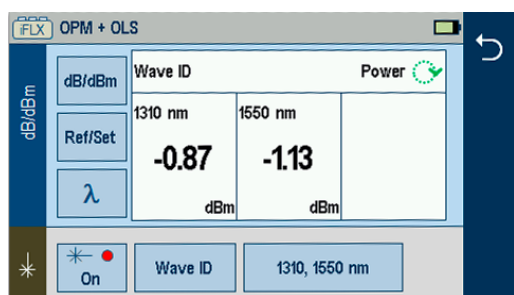 iFLX OPM + OLS
dB/dBm
dB/dBm
Ref/Set
λ
Wave ID Power
1310 nm 1550 nm
-0.87 -1.13
dBm dBm
On
Wave ID
1310, 1550 nm